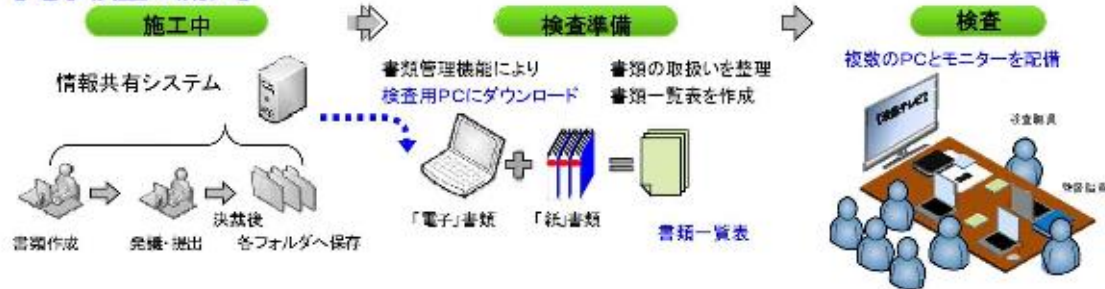 施工中
検査準備
検査
情報共有システム
書類管理機能により
検査用PCにダウンロード
書類の取扱いを整理
書類一覧表を作成
複数のPCとモニターを配備
検査職員
決裁後
書類作成
発議・提出
各フォルダへ保存
「電子」書類
「紙」書類
書類一覧表